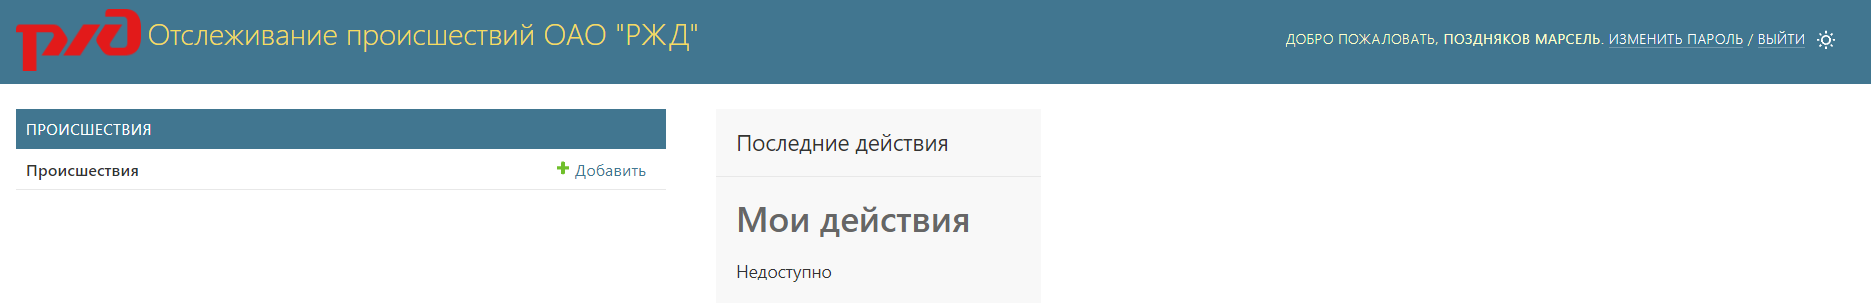 ржд Отслеживание происшествий ОАО "РЖД"
ДОБРО ПОЖАЛОВАТЬ, ПОЗДНЯКОВ МАРСЕЛЬ. ИЗМЕНИТЬ ПАРОЛЬ / ВЫЙТИ
ПРОИСШЕСТВИЯ
Происшествия Добавить
Последние действия
Мои действия
Недоступно